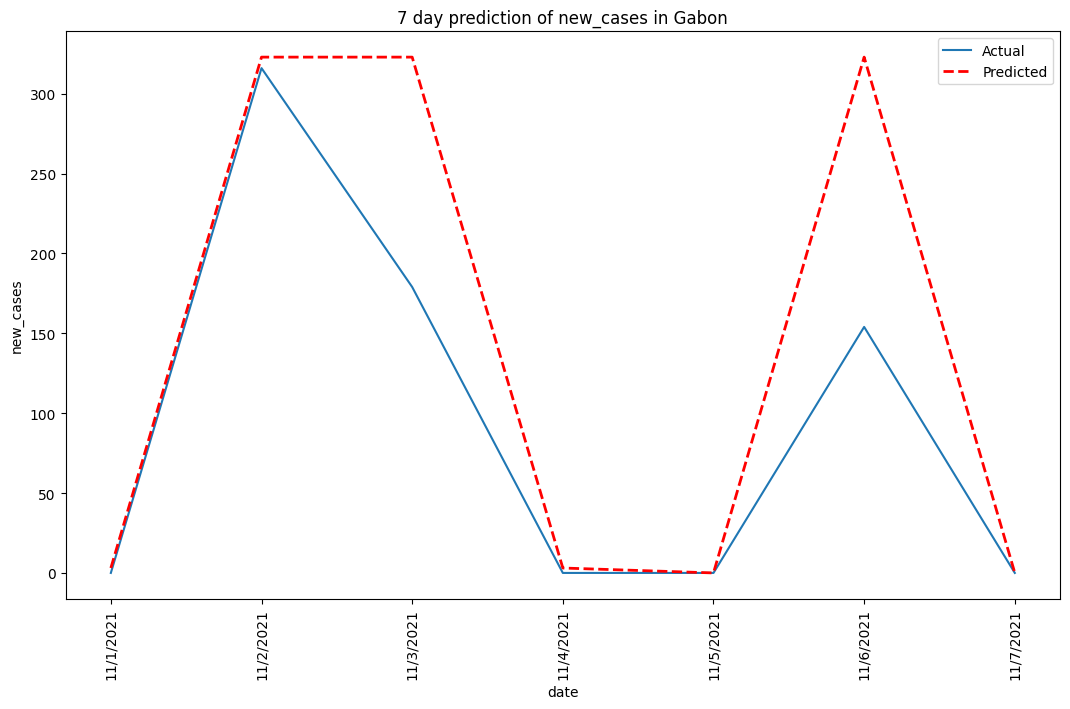 7 day prediction of new_cases in Gabon
Actual
Predicted
new_cases
300
250
200
150
100
50
0
11/1/2021
11/2/2021
11/3/2021
11/4/2021
11/5/2021
11/6/2021
11/7/2021
date